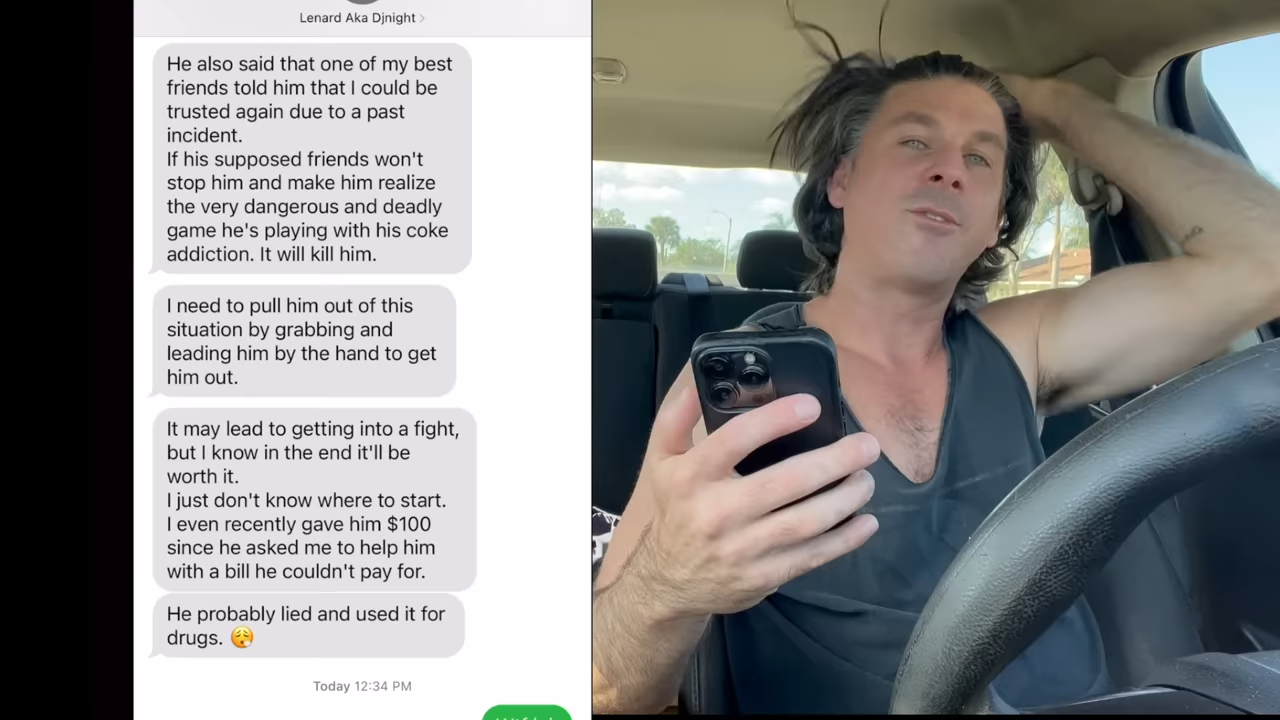 Lenard Aka Djnight
He also said that one of my best
friends told him that I could be
trusted again due to a past
incident.
If his supposed friends won't
stop him and make him realize
the very dangerous and deadly
game he's playing with his coke
addiction. It will kill him.
I need to pull him out of this
situation by grabbing and
leading him by the hand to get
him out.
It may lead to getting into a fight,
but I know in the end it'll be
worth it.
I just don't know where to start.
I even recently gave him $100
since he asked me to help him
with a bill he couldn't pay for.
He probably lied and used it for
drugs. 😮‍💨
Today 12:34 PM